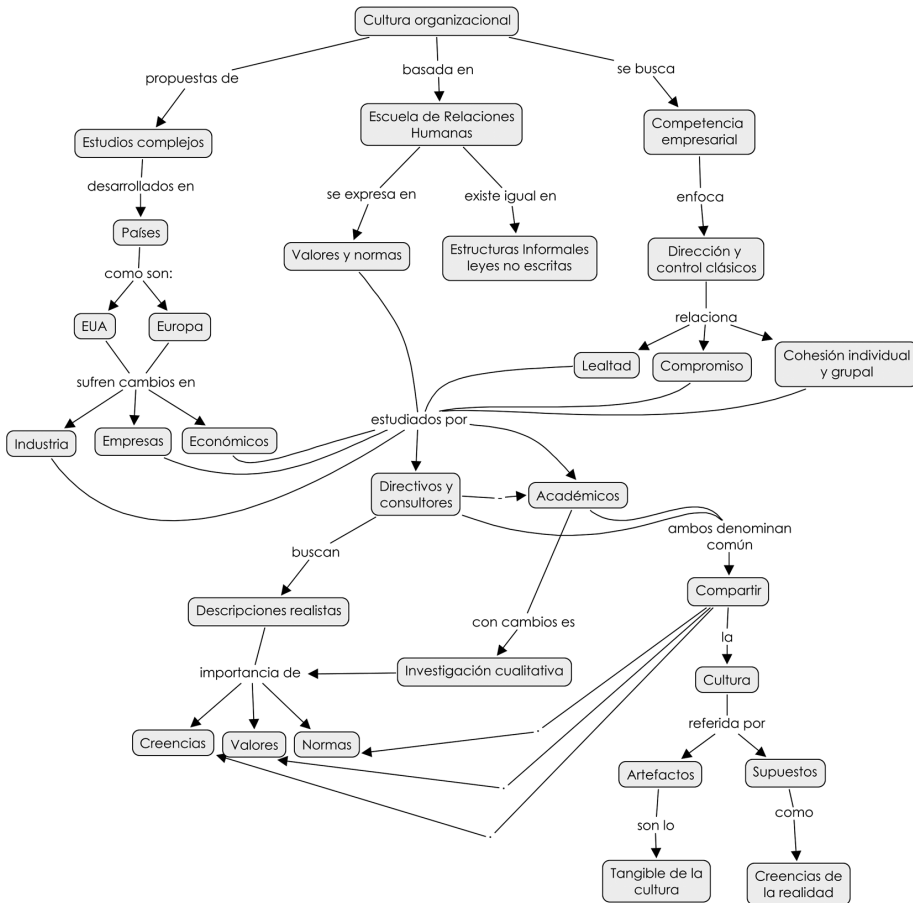 Cultura organizacional
propuestas de
basada en
se busca
Estudios complejos
Escuela de Relaciones
Humanas
Competencia
empresarial
desarrollados en
se expresa en
existe igual en
enfoca
Países
Valores y normas
Estructuras Informales
leyes no escritas
Dirección y
control clásicos
como son:
EUA
Europa
relaciona
Lealtad
Compromiso
Cohesión individual
y grupal
sufren cambios en
estudiados por
Industria
Empresas
Económicos
Directivos y
consultores
Académicos
ambos denominan
común
buscan
Compartir
Descripciones realistas
con cambios es
la
importancia de
Investigación cualitativa
Cultura
referida por
Creencias
Valores
Normas
Artefactos
Supuestos
son lo
como
Tangible de la
cultura
Creencias de
la realidad